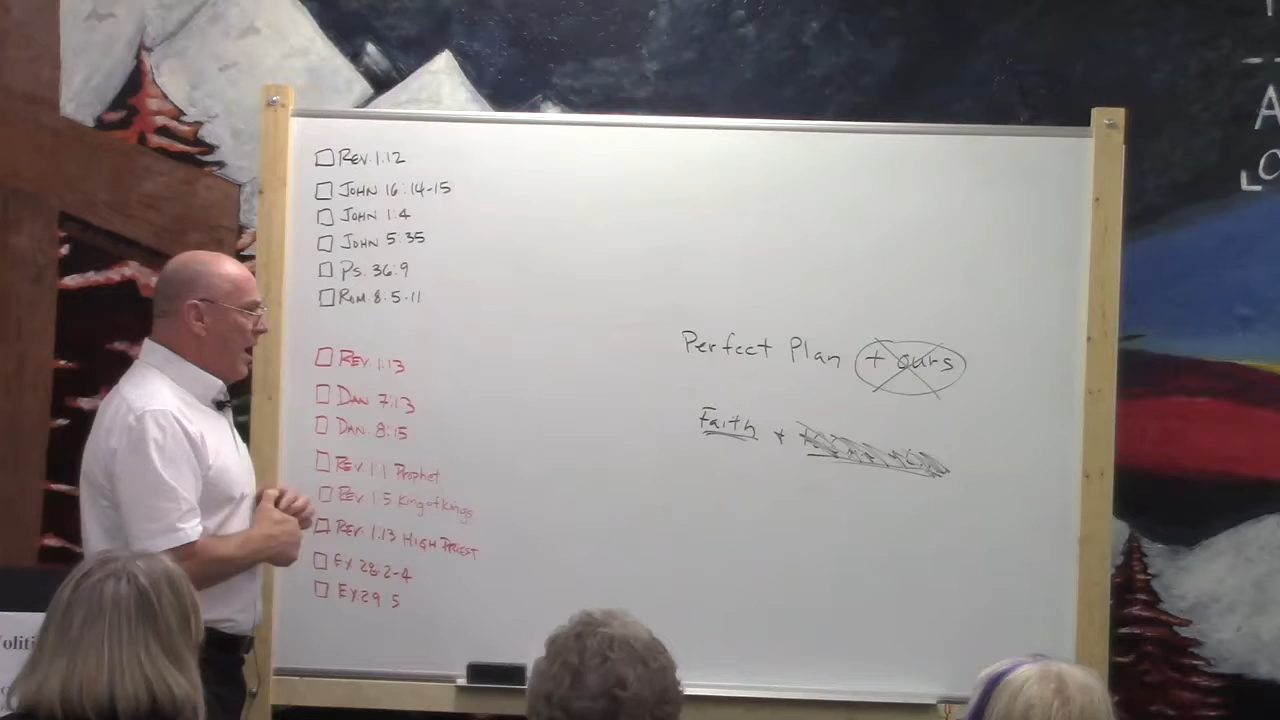 REV. 1:12
JOHN 16:14-15
JOHN 1:4
JOHN 5:35
PS. 36:9
ROM. 8:5-11
REV. 1:13
DAN 7:13
DAN. 8:15
REV. 1:1 Prophet
REV. 1:5 King of Kings
REV. 1:13 HIGH PRIEST
EX 28:2-4
EX. 29 5
Perfect Plan + ours
Faith +